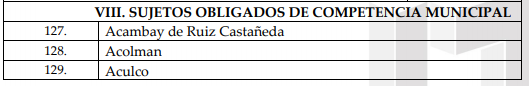 VIII. SUJETOS OBLIGADOS DE COMPETENCIA MUNICIPAL
127. Acambay de Ruiz Castañeda
128. Acolman
129. Aculco